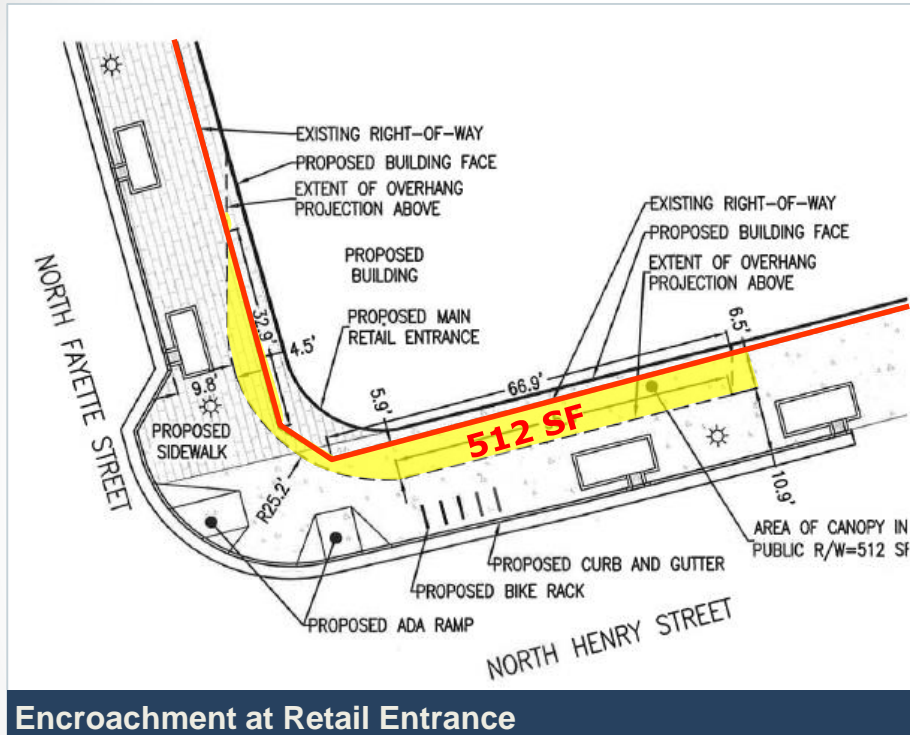 EXISTING RIGHT-OF-WAY
PROPOSED BUILDING FACE
EXTENT OF OVERHANG
PROJECTION ABOVE
EXISTING RIGHT-OF-WAY
PROPOSED BUILDING FACE
EXTENT OF OVERHANG
PROJECTION ABOVE
PROPOSED
BUILDING
PROPOSED MAIN
RETAIL ENTRANCE
NORTH FAYETTE STREET
32.9'
4.5'
9.8'
5.9'
66.9'
6.5'
512 SF
PROPOSED
SIDEWALK
R25.2'
10.9'
AREA OF CANOPY IN
PUBLIC R/W=512 SF
PROPOSED CURB AND GUTTER
PROPOSED BIKE RACK
PROPOSED ADA RAMP
NORTH HENRY STREET
Encroachment at Retail Entrance